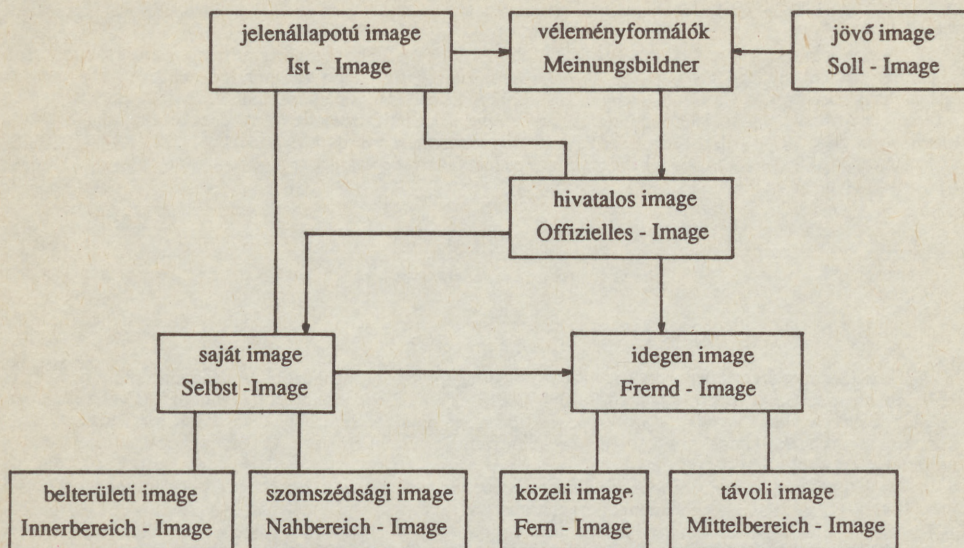 jelenállapotú image
Ist - Image
véleményformálók
Meinungsbildner
jövő image
Soll - Image
hivatalos image
Offizielles - Image
saját image
Selbst -Image
idegen image
Fremd - Image
belterületi image
Innerbereich - Image
szomszédsági image
Nahbereich - Image
közeli image
Fern - Image
távoli image
Mittelbereich - Image